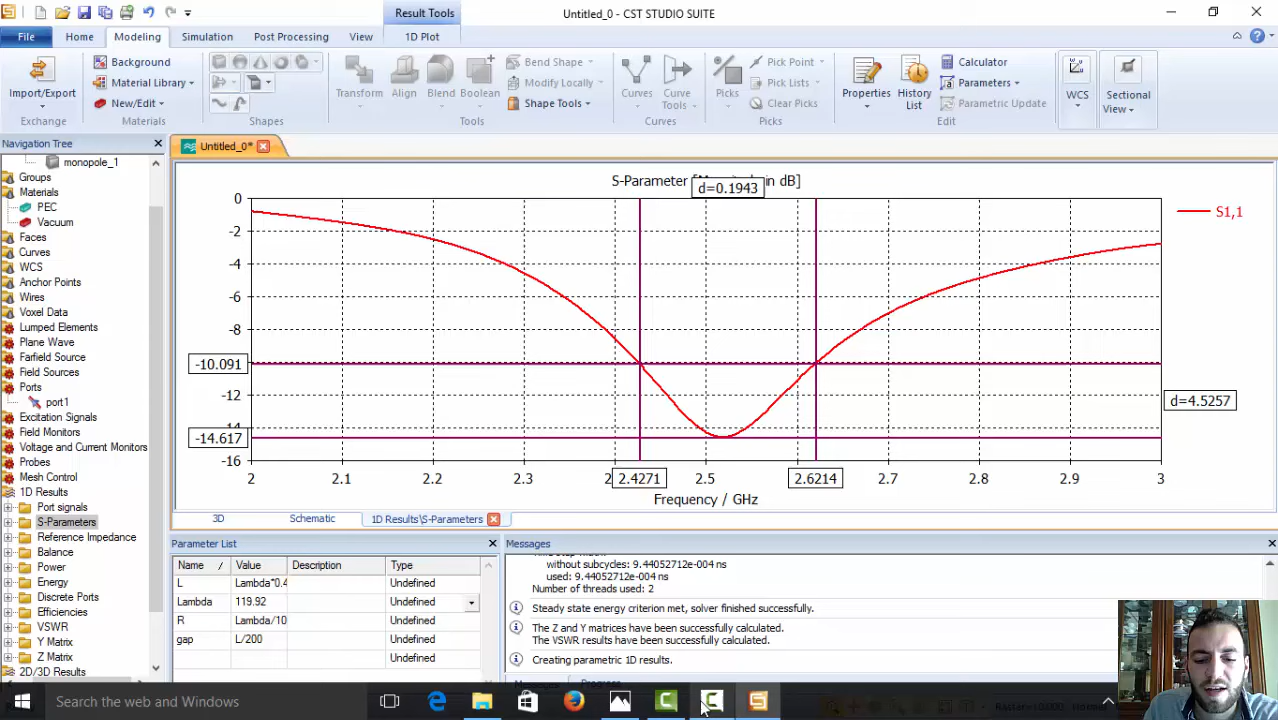 Result Tools
Untitled_0 - CST STUDIO SUITE
File
Home
Modeling
Simulation
Post Processing
View
1D Plot
Import/Export
Exchange
Background
Material Library
New/Edit
Materials
Shapes
Transform
Align
Blend
Boolean
Bend Shape
Modify Locally
Shape Tools
Tools
Curves
Curve
Tools
Curves
Picks
Pick Point
Pick Lists
Clear Picks
Picks
Properties
History
List
Calculator
Parameters
Parametric Update
Edit
WCS
Sectional
View
Navigation Tree
monopole_1
Groups
Materials
PEC
Vacuum
Faces
Curves
WCS
Anchor Points
Wires
Voxel Data
Lumped Elements
Plane Wave
Farfield Source
Field Sources
Ports
port1
Excitation Signals
Field Monitors
Voltage and Current Monitors
Probes
Mesh Control
1D Results
Port signals
S-Parameters
Reference Impedance
Balance
Power
Energy
Discrete Ports
Efficiencies
VSWR
Y Matrix
Z Matrix
2D/3D Results
Untitled_0*
S-Parameter in dB]
d=0.1943
S1,1
0
-2
-4
-6
-8
-10.091
-12
-14.617
-16
d=4.5257
2
2.1
2.2
2.3
2.4271
2.5
2.6214
2.7
2.8
2.9
3
Frequency / GHz
3D
Schematic
1D Results\S-Parameters
Parameter List
Name / Value Description Type
L Lambda*0.4 Undefined
Lambda 119.92 Undefined
R Lambda/10 Undefined
gap L/200 Undefined
Undefined
Messages
without subcycles: 9.44052712e-004 ns
used: 9.44052712e-004 ns
Number of threads used: 2
Steady state energy criterion met, solver finished successfully.
The Z and Y matrices have been successfully calculated.
The VSWR results have been successfully calculated.
Creating parametric 1D results.
Search the web and Windows